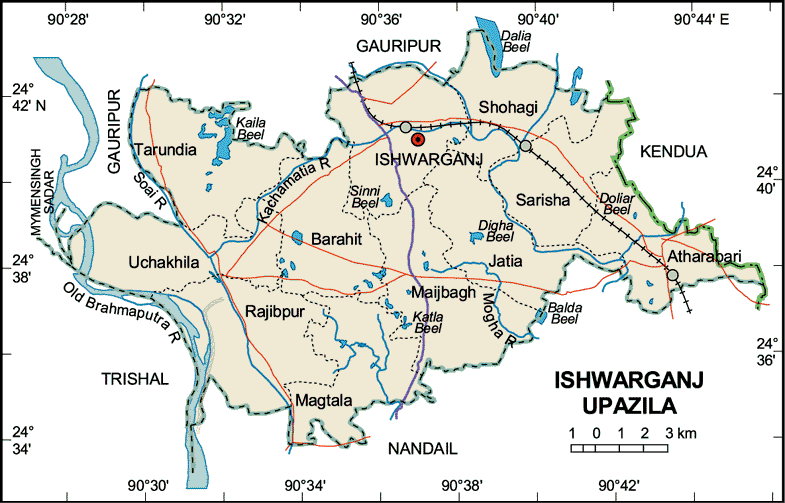 90°28'
90°32'
90°36'
90°40'
90°44' E
24°
42' N
GAURIPUR
Dalia
Beel
Shohagi
GAURIPUR
Kaila
Beel
Tarundia
ISHWARGANJ
KENDUA
24°
40'
MYMENSINGH
SADAR
Soai R
Kachamatia R
Sinni
Beel
Sarisha
Doliar
Beel
Barahit
Digha
Beel
24°
38'
Uchakhila
Jatia
Atharabari
Old Brahmaputra R
Rajibpur
Maijbagh
Mogha R
Katla
Beel
Balda
Beel
24°
36'
TRISHAL
ISHWARGANJ
UPAZILA
Magtala
24°
34'
NANDAIL
1 0 1 2 3 km
90°30'
90°34'
90°38'
90°42'